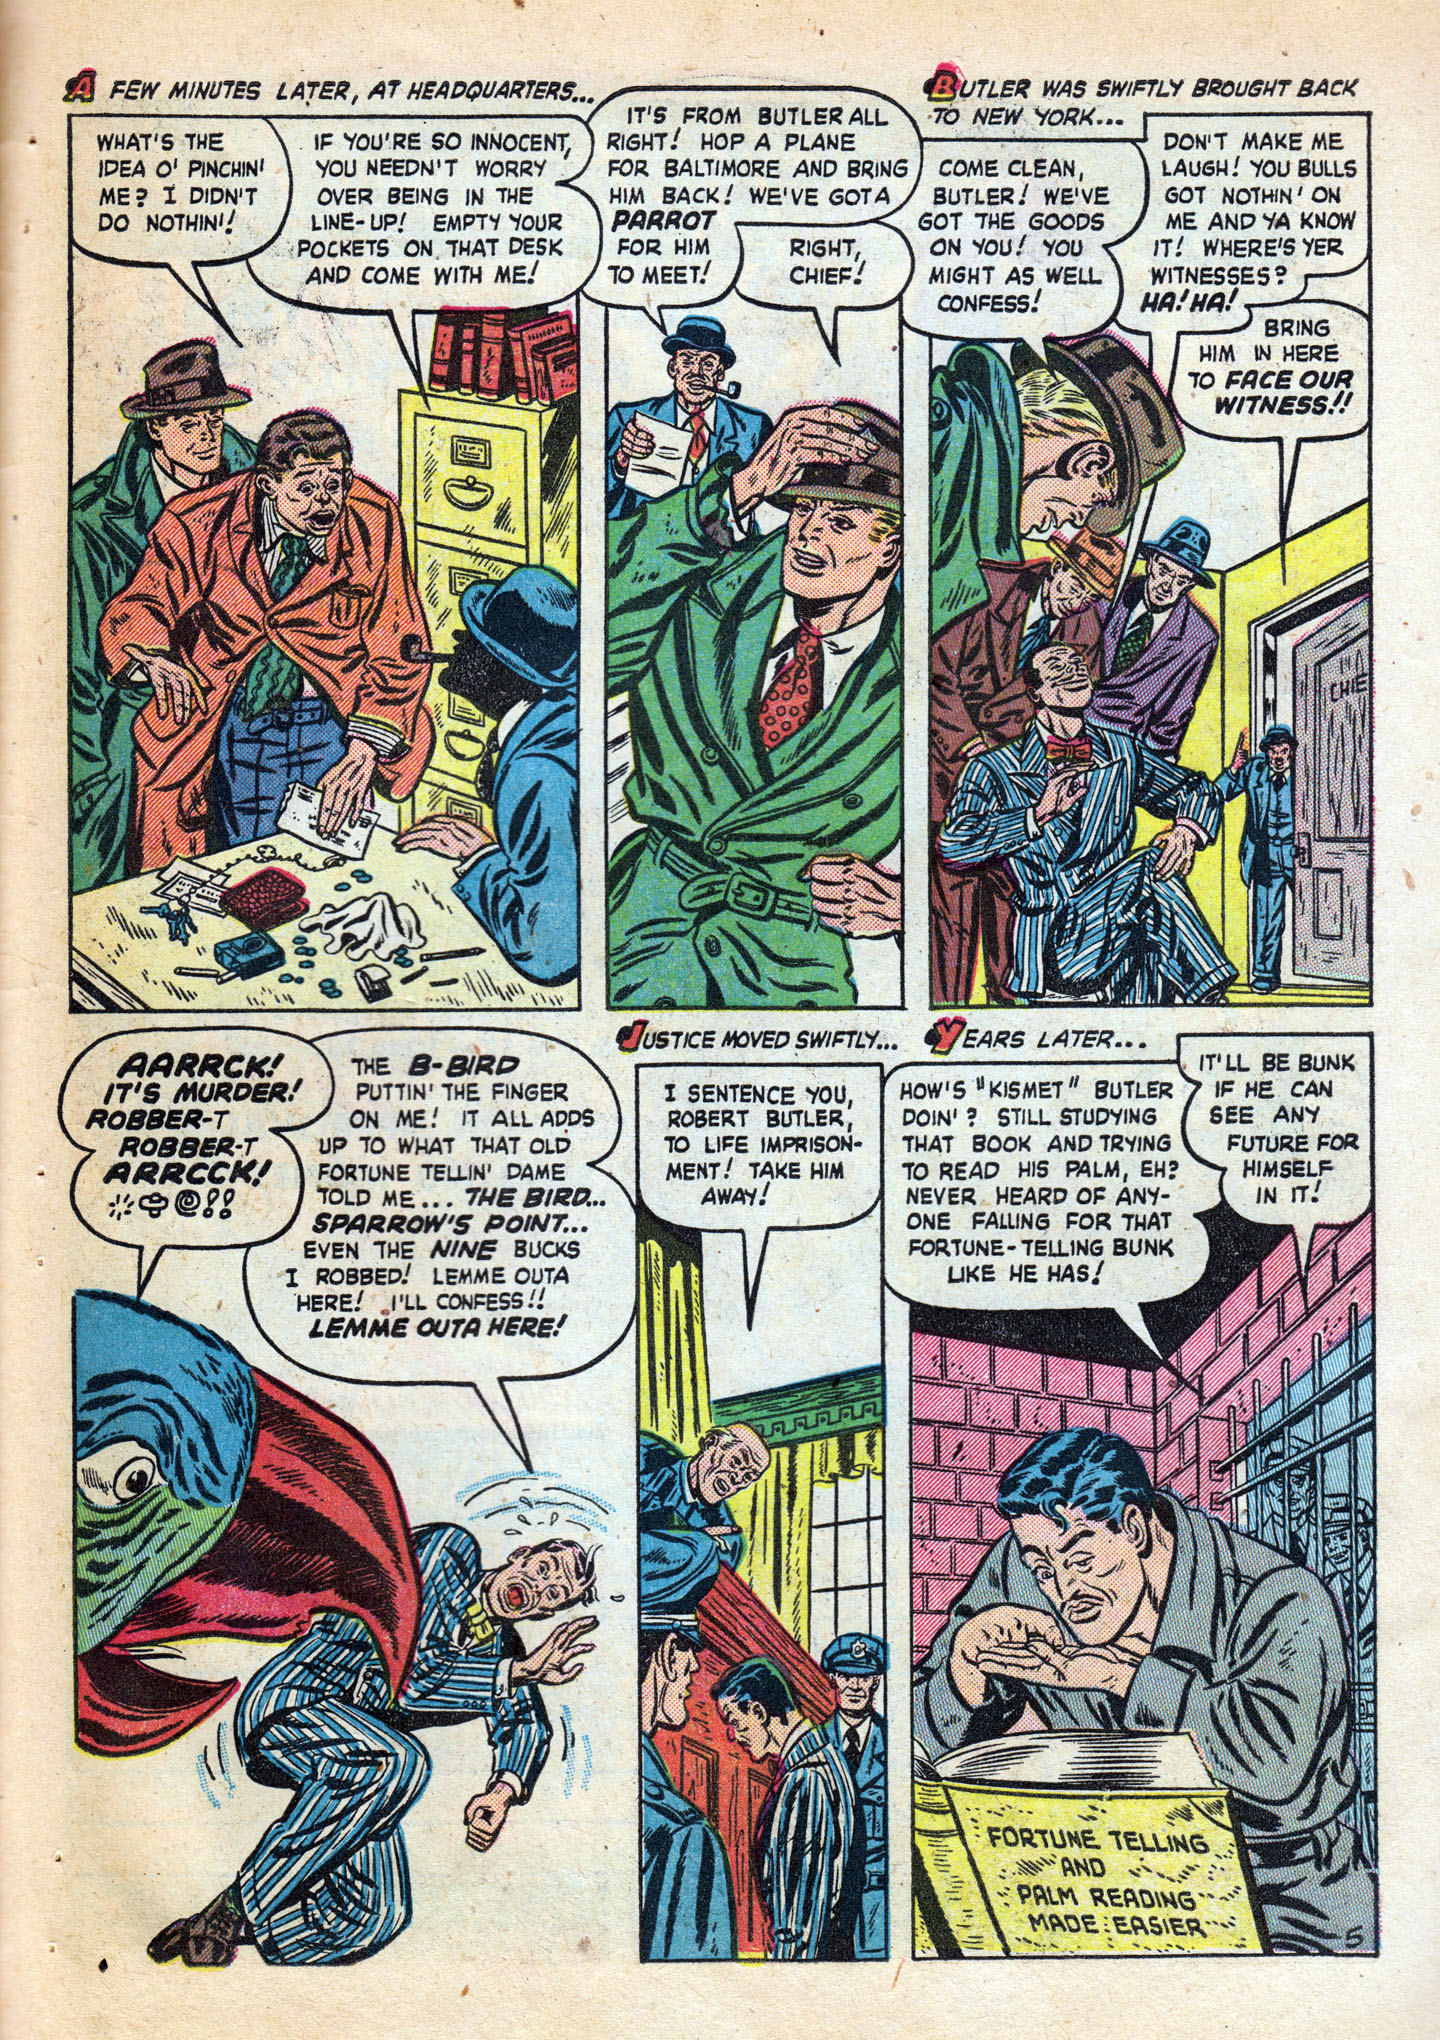 A FEW MINUTES LATER, AT HEADQUARTERS...
WHAT'S THE
IDEA O' PINCHIN'
ME? I DIDN'T
DO NOTHIN'!
IF YOU'RE SO INNOCENT,
YOU NEEDN'T WORRY
OVER BEING IN THE
LINE-UP! EMPTY YOUR
POCKETS ON THAT DESK
AND COME WITH ME!
IT'S FROM BUTLER ALL
RIGHT! HOP A PLANE
FOR BALTIMORE AND BRING
HIM BACK! WE'VE GOT A
PARROT
FOR HIM
TO MEET!
RIGHT,
CHIEF!
BUTLER WAS SWIFTLY BROUGHT BACK
TO NEW YORK...
COME CLEAN,
BUTLER! WE'VE
GOT THE GOODS
ON YOU! YOU
MIGHT AS WELL
CONFESS!
DON'T MAKE ME
LAUGH! YOU BULLS
GOT NOTHIN' ON
ME AND YA KNOW
IT! WHERE'S YER
WITNESSES?
HA! HA!
BRING
HIM IN HERE
TO FACE OUR
WITNESS!!
CHIE
AARRCK!
IT'S MURDER!
ROBBER-T
ROBBER-T
ARRCCK!
@!!
THE B-BIRD
PUTTIN' THE FINGER
ON ME! IT ALL ADDS
UP TO WHAT THAT OLD
FORTUNE TELLIN' DAME
TOLD ME... THE BIRD...
SPARROW'S POINT...
EVEN THE NINE BUCKS
I ROBBED! LEMME OUTA
HERE! I'LL CONFESS!!
LEMME OUTA HERE!
JUSTICE MOVED SWIFTLY...
I SENTENCE YOU,
ROBERT BUTLER,
TO LIFE IMPRISON-
MENT! TAKE HIM
AWAY!
YEARS LATER...
HOW'S "KISMET" BUTLER
DOIN'? STILL STUDYING
THAT BOOK AND TRYING
TO READ HIS PALM, EH?
NEVER HEARD OF ANY-
ONE FALLING FOR THAT
FORTUNE-TELLING BUNK
LIKE HE HAS!
IT'LL BE BUNK
IF HE CAN
SEE ANY
FUTURE FOR
HIMSELF
IN IT!
FORTUNE TELLING
AND
PALM READING
MADE EASIER
5